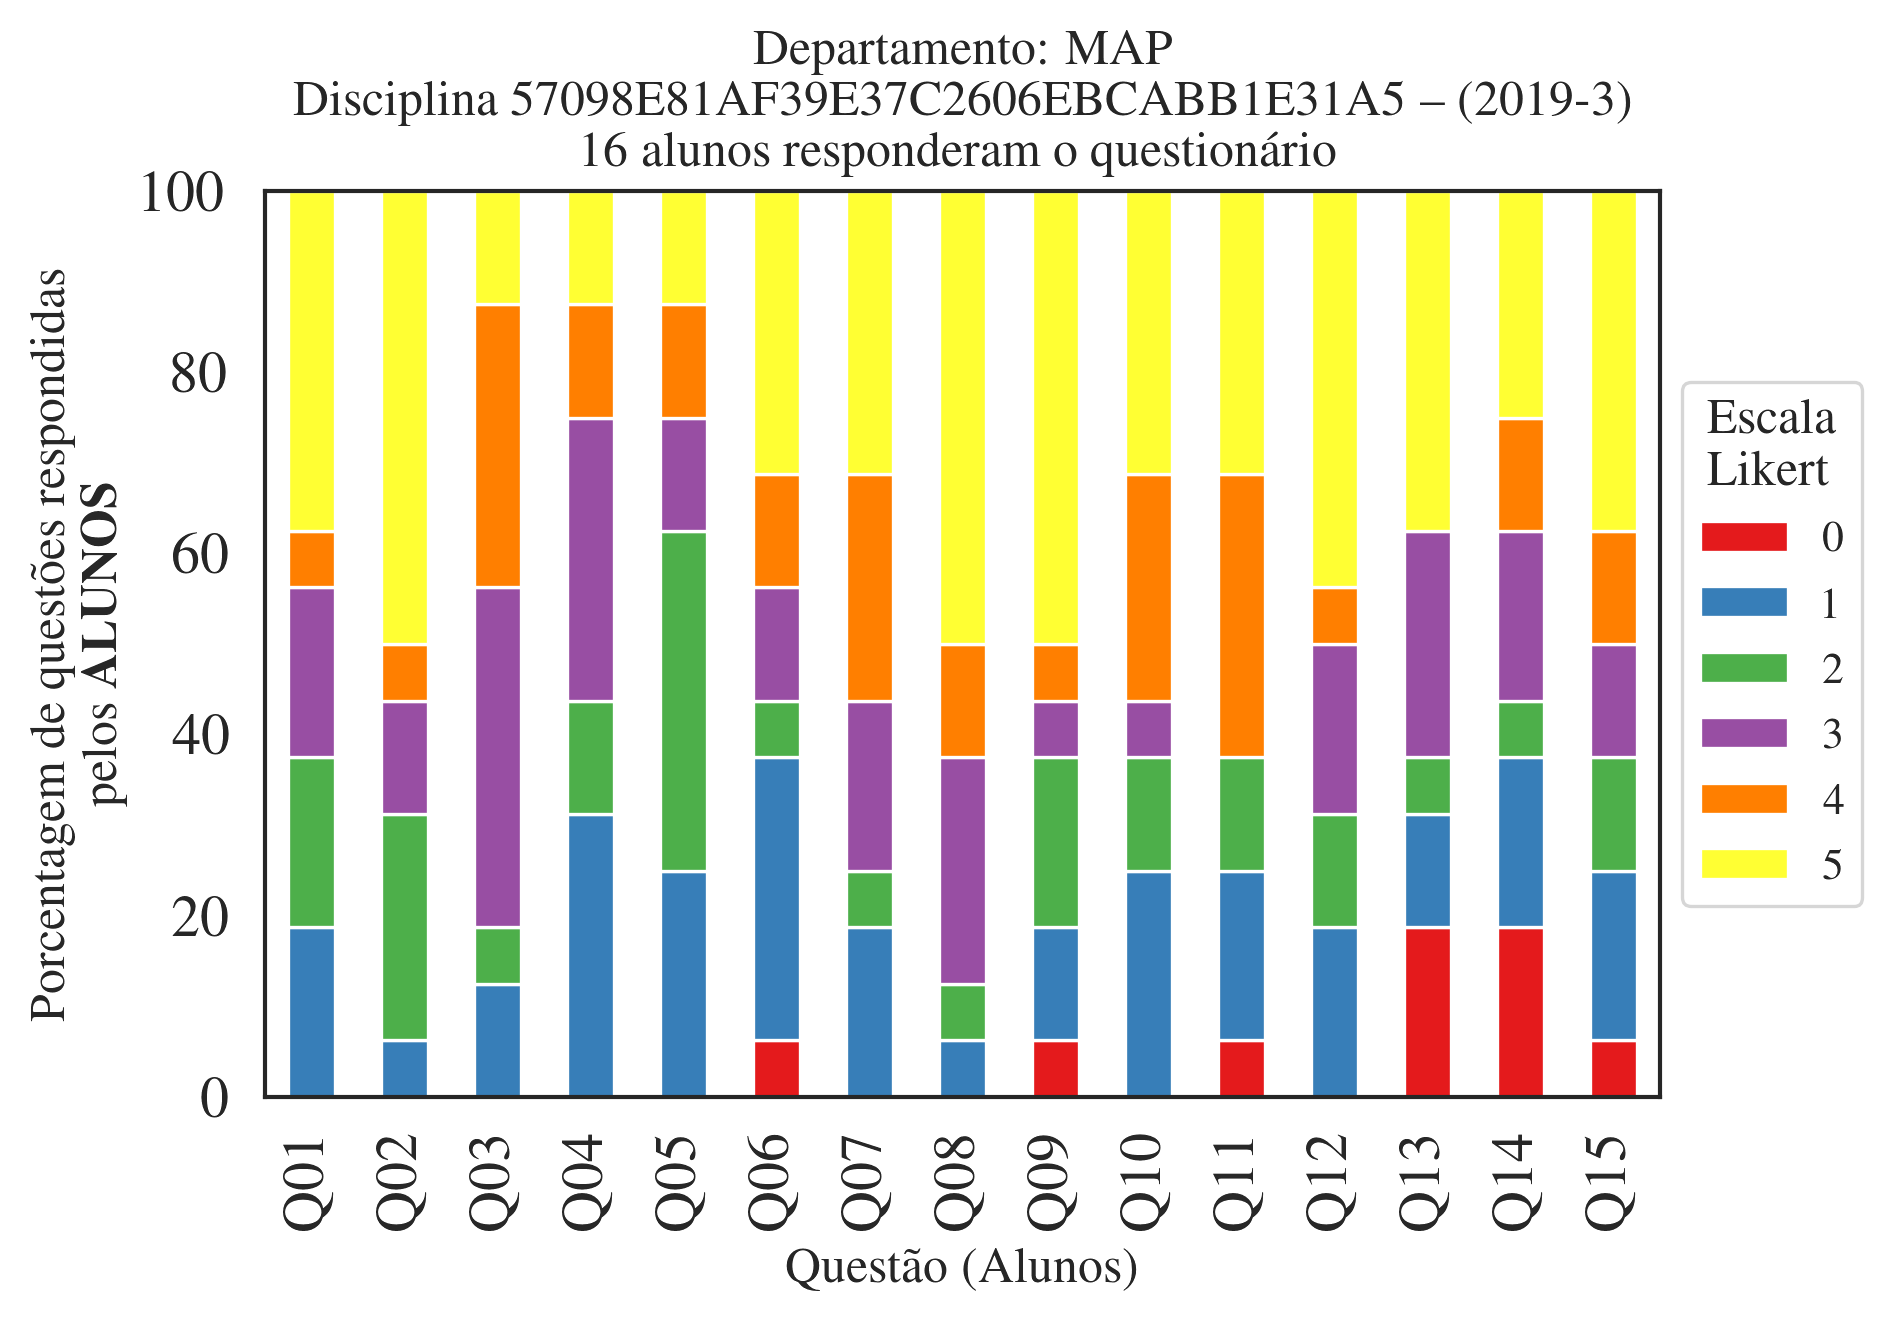 Departamento: MAP
Disciplina 57098E81AF39E37C2606EBCABB1E31A5 – (2019-3)
16 alunos responderam o questionário
Porcentagem de questões respondidas
pelos ALUNOS
100
80
60
40
20
0
Q01
Q02
Q03
Q04
Q05
Q06
Q07
Q08
Q09
Q10
Q11
Q12
Q13
Q14
Q15
Questão (Alunos)
Escala
Likert
0
1
2
3
4
5